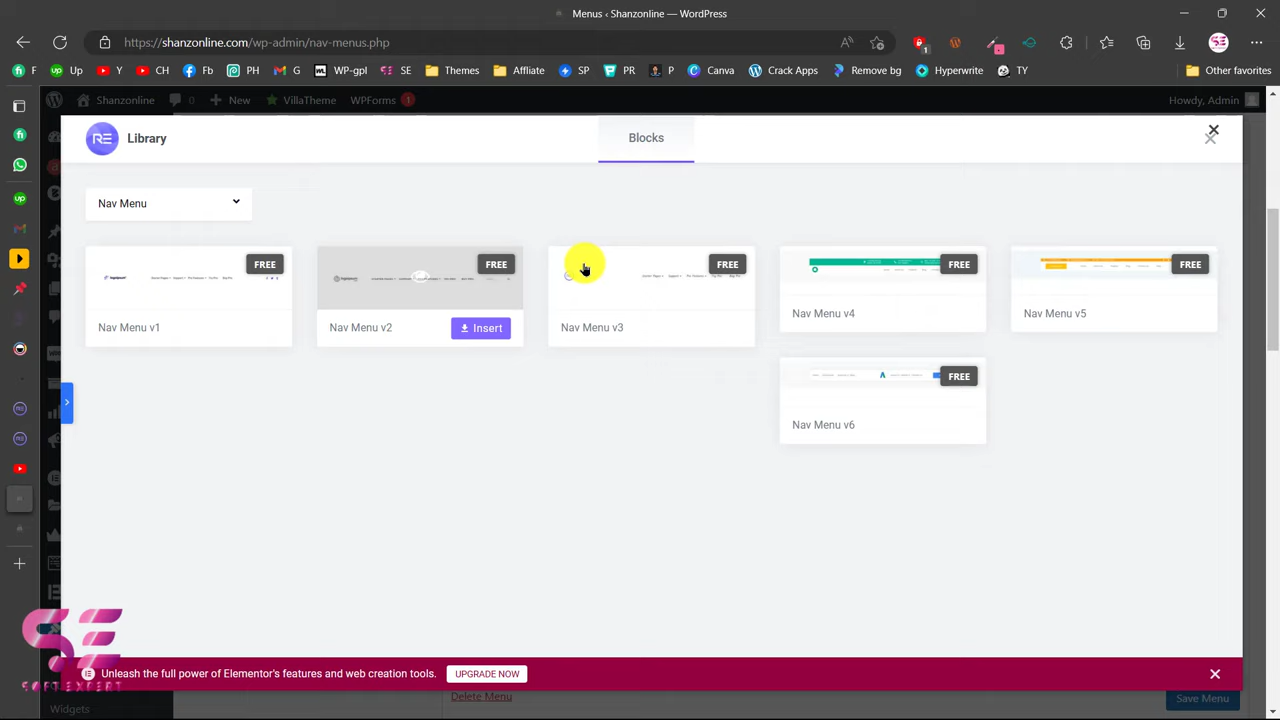 Menus ‹ Shanzonline — WordPress
https://shanzonline.com/wp-admin/nav-menus.php
F Up Y CH Fb PH G WP-gpl SE Themes Affliate SP PR P Canva Crack Apps Remove bg Hyperwrite TY Other favorites
Shanzonline 0 New VillaTheme WPForms 1 Howdy, Admin
RE Library Blocks
Nav Menu
FREE FREE FREE FREE FREE
Nav Menu v1 Nav Menu v2 Insert Nav Menu v3 Nav Menu v4 Nav Menu v5
FREE
Nav Menu v6
SE
SOFTEXPERT
Unleash the full power of Elementor's features and web creation tools. UPGRADE NOW
Delete Menu Save Menu
Widgets